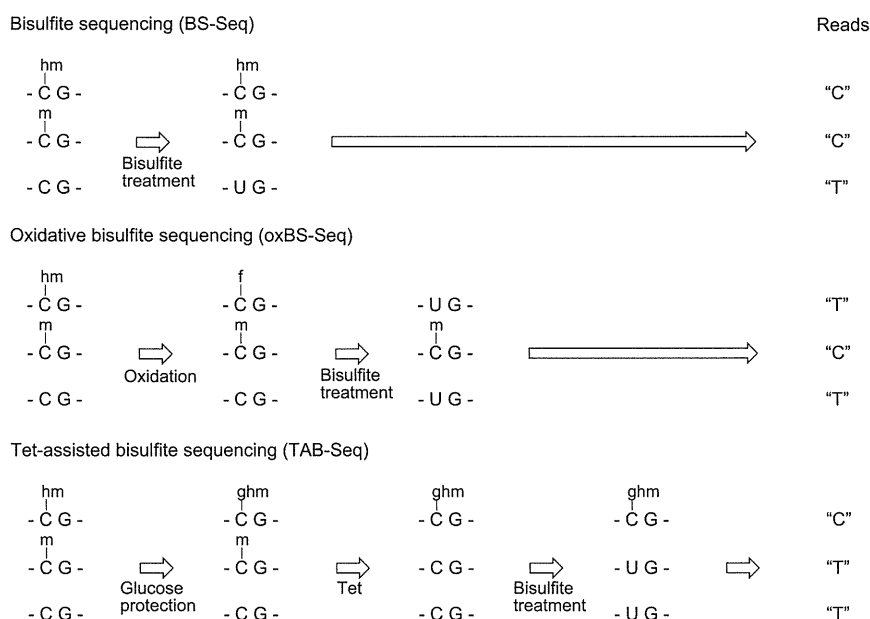 Bisulfite sequencing (BS-Seq) Reads
hm hm
- C G - - C G - “C”
m m
- C G - - C G - “C”
Bisulfite
treatment
- C G - - U G - “T”
Oxidative bisulfite sequencing (oxBS-Seq)
hm f
- C G - - C G - - U G - “T”
m m m
- C G - - C G - - C G - “C”
Oxidation Bisulfite
treatment
- C G - - C G - - U G - “T”
Tet-assisted bisulfite sequencing (TAB-Seq)
hm ghm ghm ghm
- C G - - C G - - C G - - C G - “C”
m m
- C G - - C G - - C G - - U G - “T”
Glucose Tet Bisulfite
protection treatment
- C G - - C G - - C G - - U G - “T”